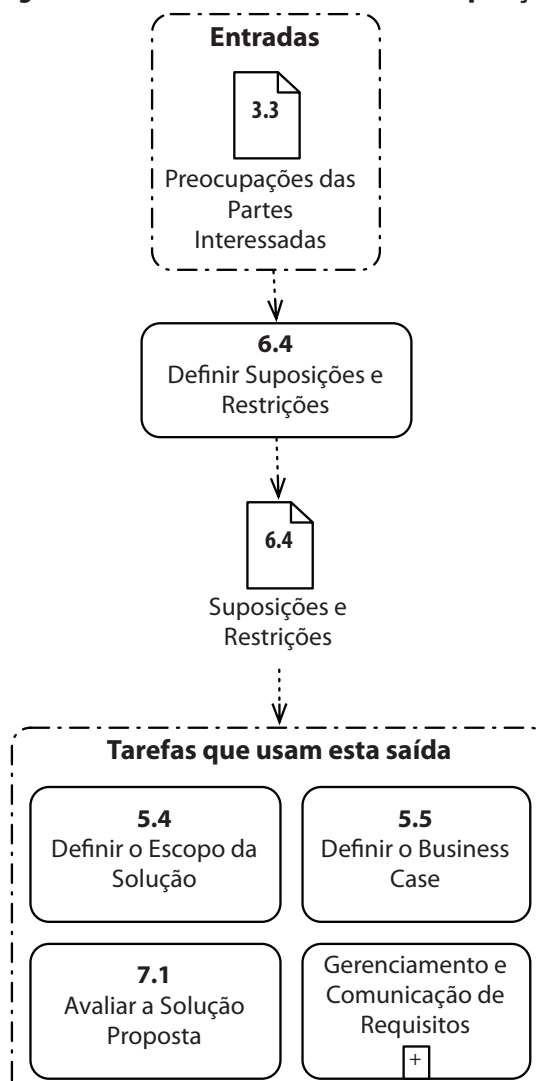 Entradas
3.3
Preocupações das
Partes
Interessadas
6.4
Definir Suposições e
Restrições
6.4
Suposições e
Restrições
Tarefas que usam esta saída
5.4
Definir o Escopo da
Solução
5.5
Definir o Business
Case
7.1
Avaliar a Solução
Proposta
Gerenciamento e
Comunicação de
Requisitos
+